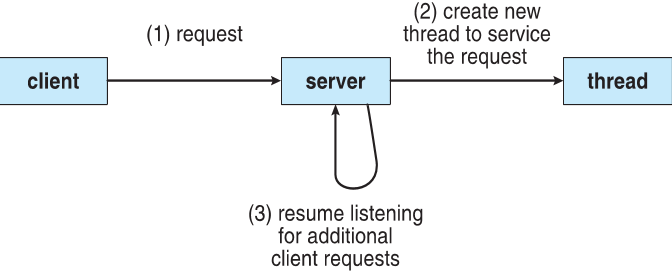 (1) request
(2) create new
thread to service
the request
client
server
thread
(3) resume listening
for additional
client requests